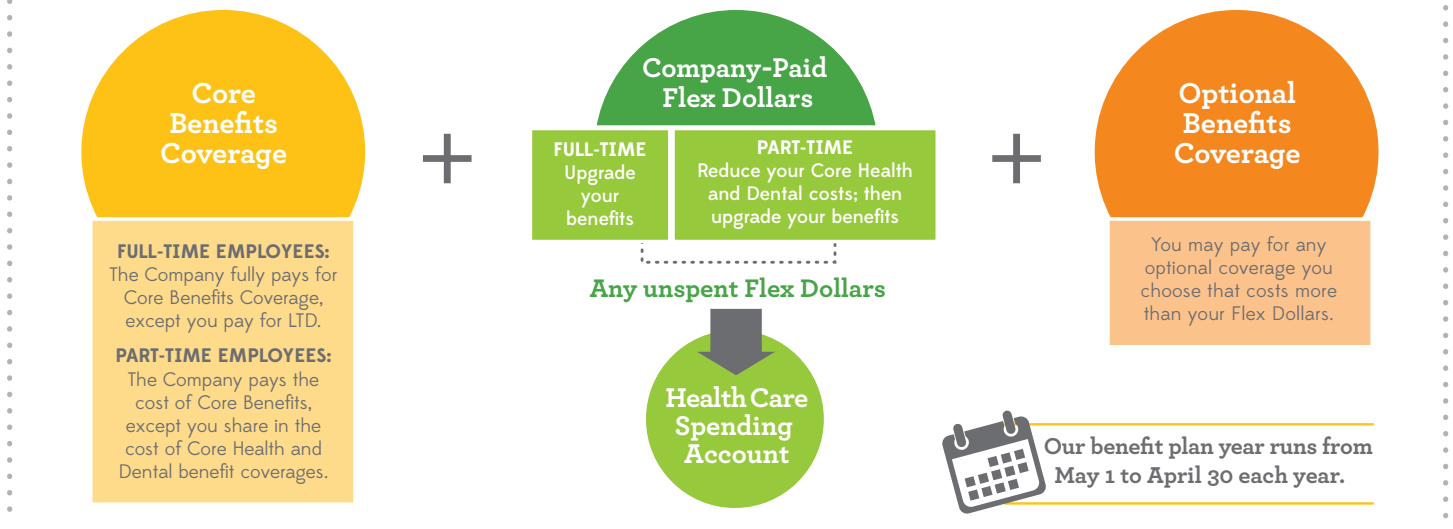 Core
Benefits
Coverage
FULL-TIME EMPLOYEES:
The Company fully pays for
Core Benefits Coverage,
except you pay for LTD.
PART-TIME EMPLOYEES:
The Company pays the
cost of Core Benefits,
except you share in the
cost of Core Health and
Dental benefit coverages.
+
Company-Paid
Flex Dollars
FULL-TIME
Upgrade
your
benefits
PART-TIME
Reduce your Core Health
and Dental costs; then
upgrade your benefits
Any unspent Flex Dollars
Health Care
Spending
Account
+
Optional
Benefits
Coverage
You may pay for any
optional coverage you
choose that costs more
than your Flex Dollars.
Our benefit plan year runs from
May 1 to April 30 each year.